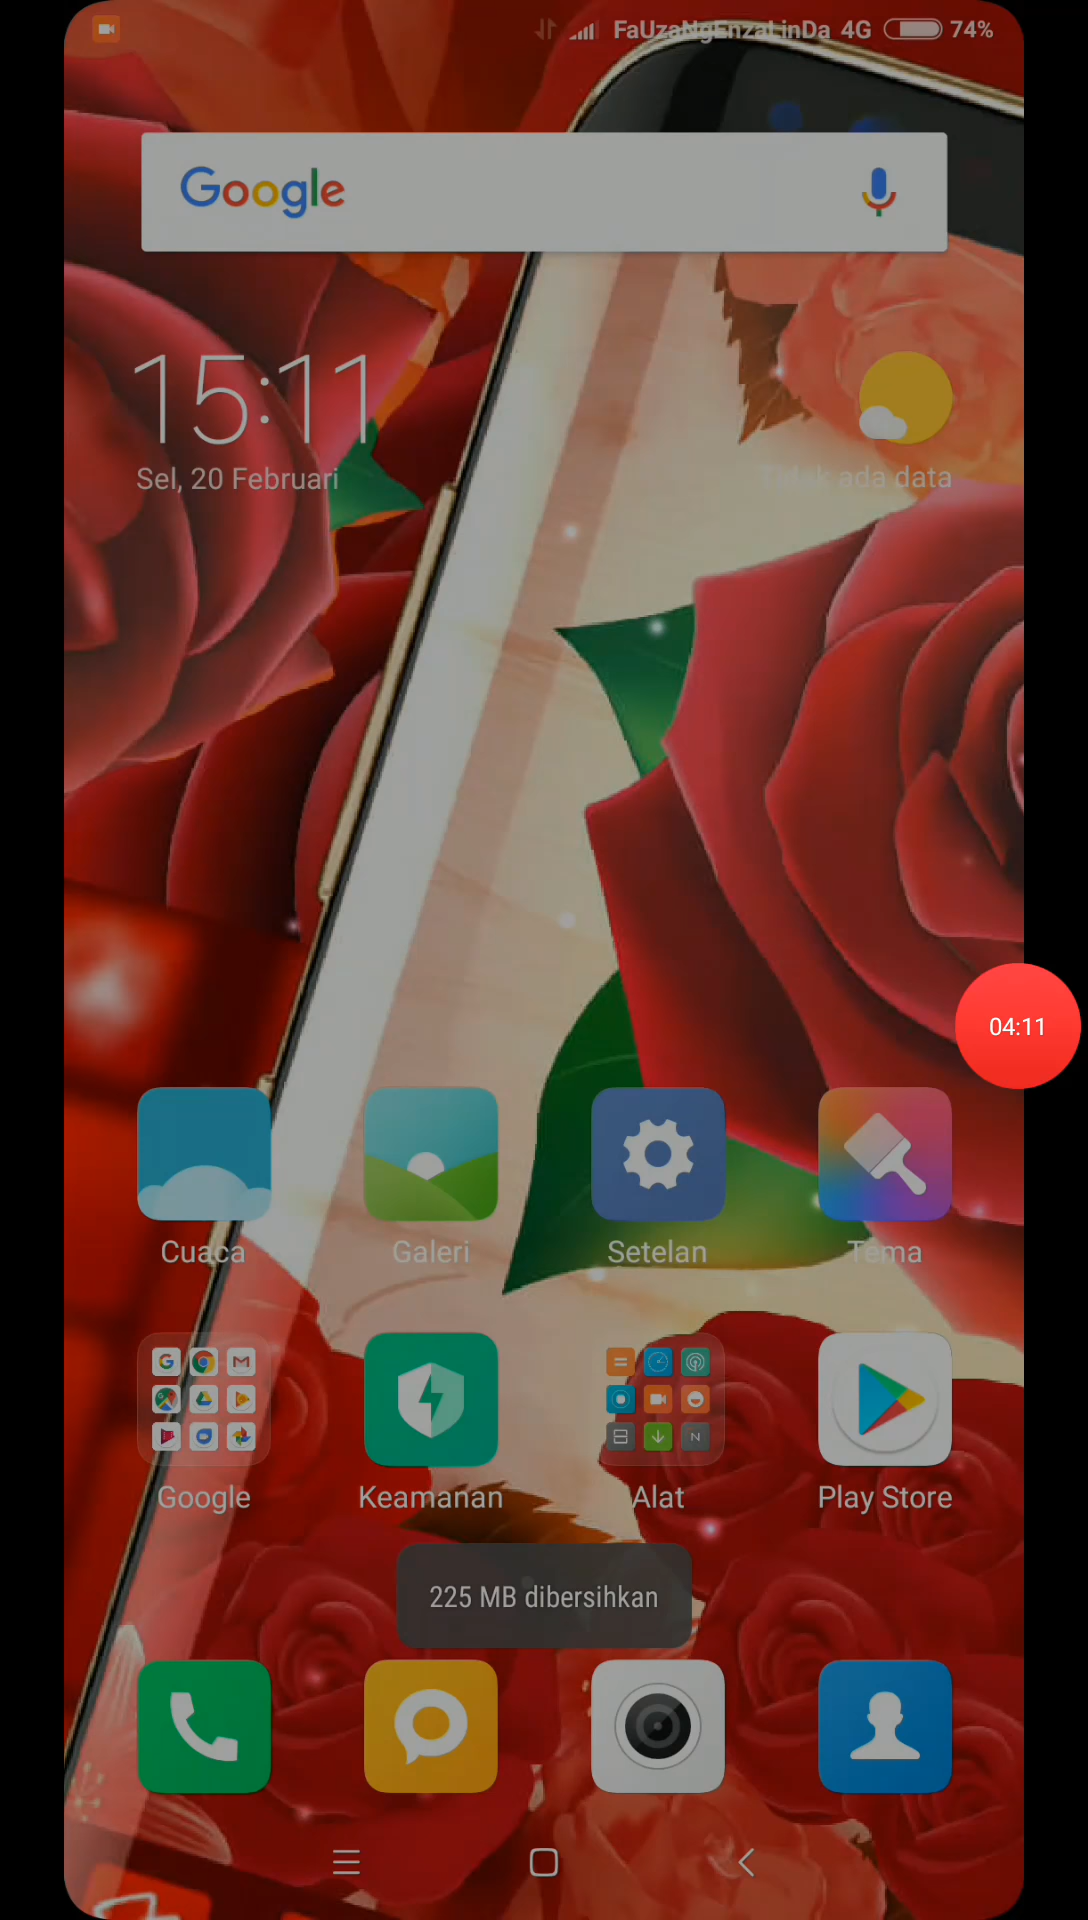 FaUzaNgEnzaLinDa 4G 74%
Google
15:11
Sel, 20 Februari
Tidak ada data
04:11
Cuaca Galeri Setelan Tema
Google Keamanan Alat Play Store
225 MB dibersihkan